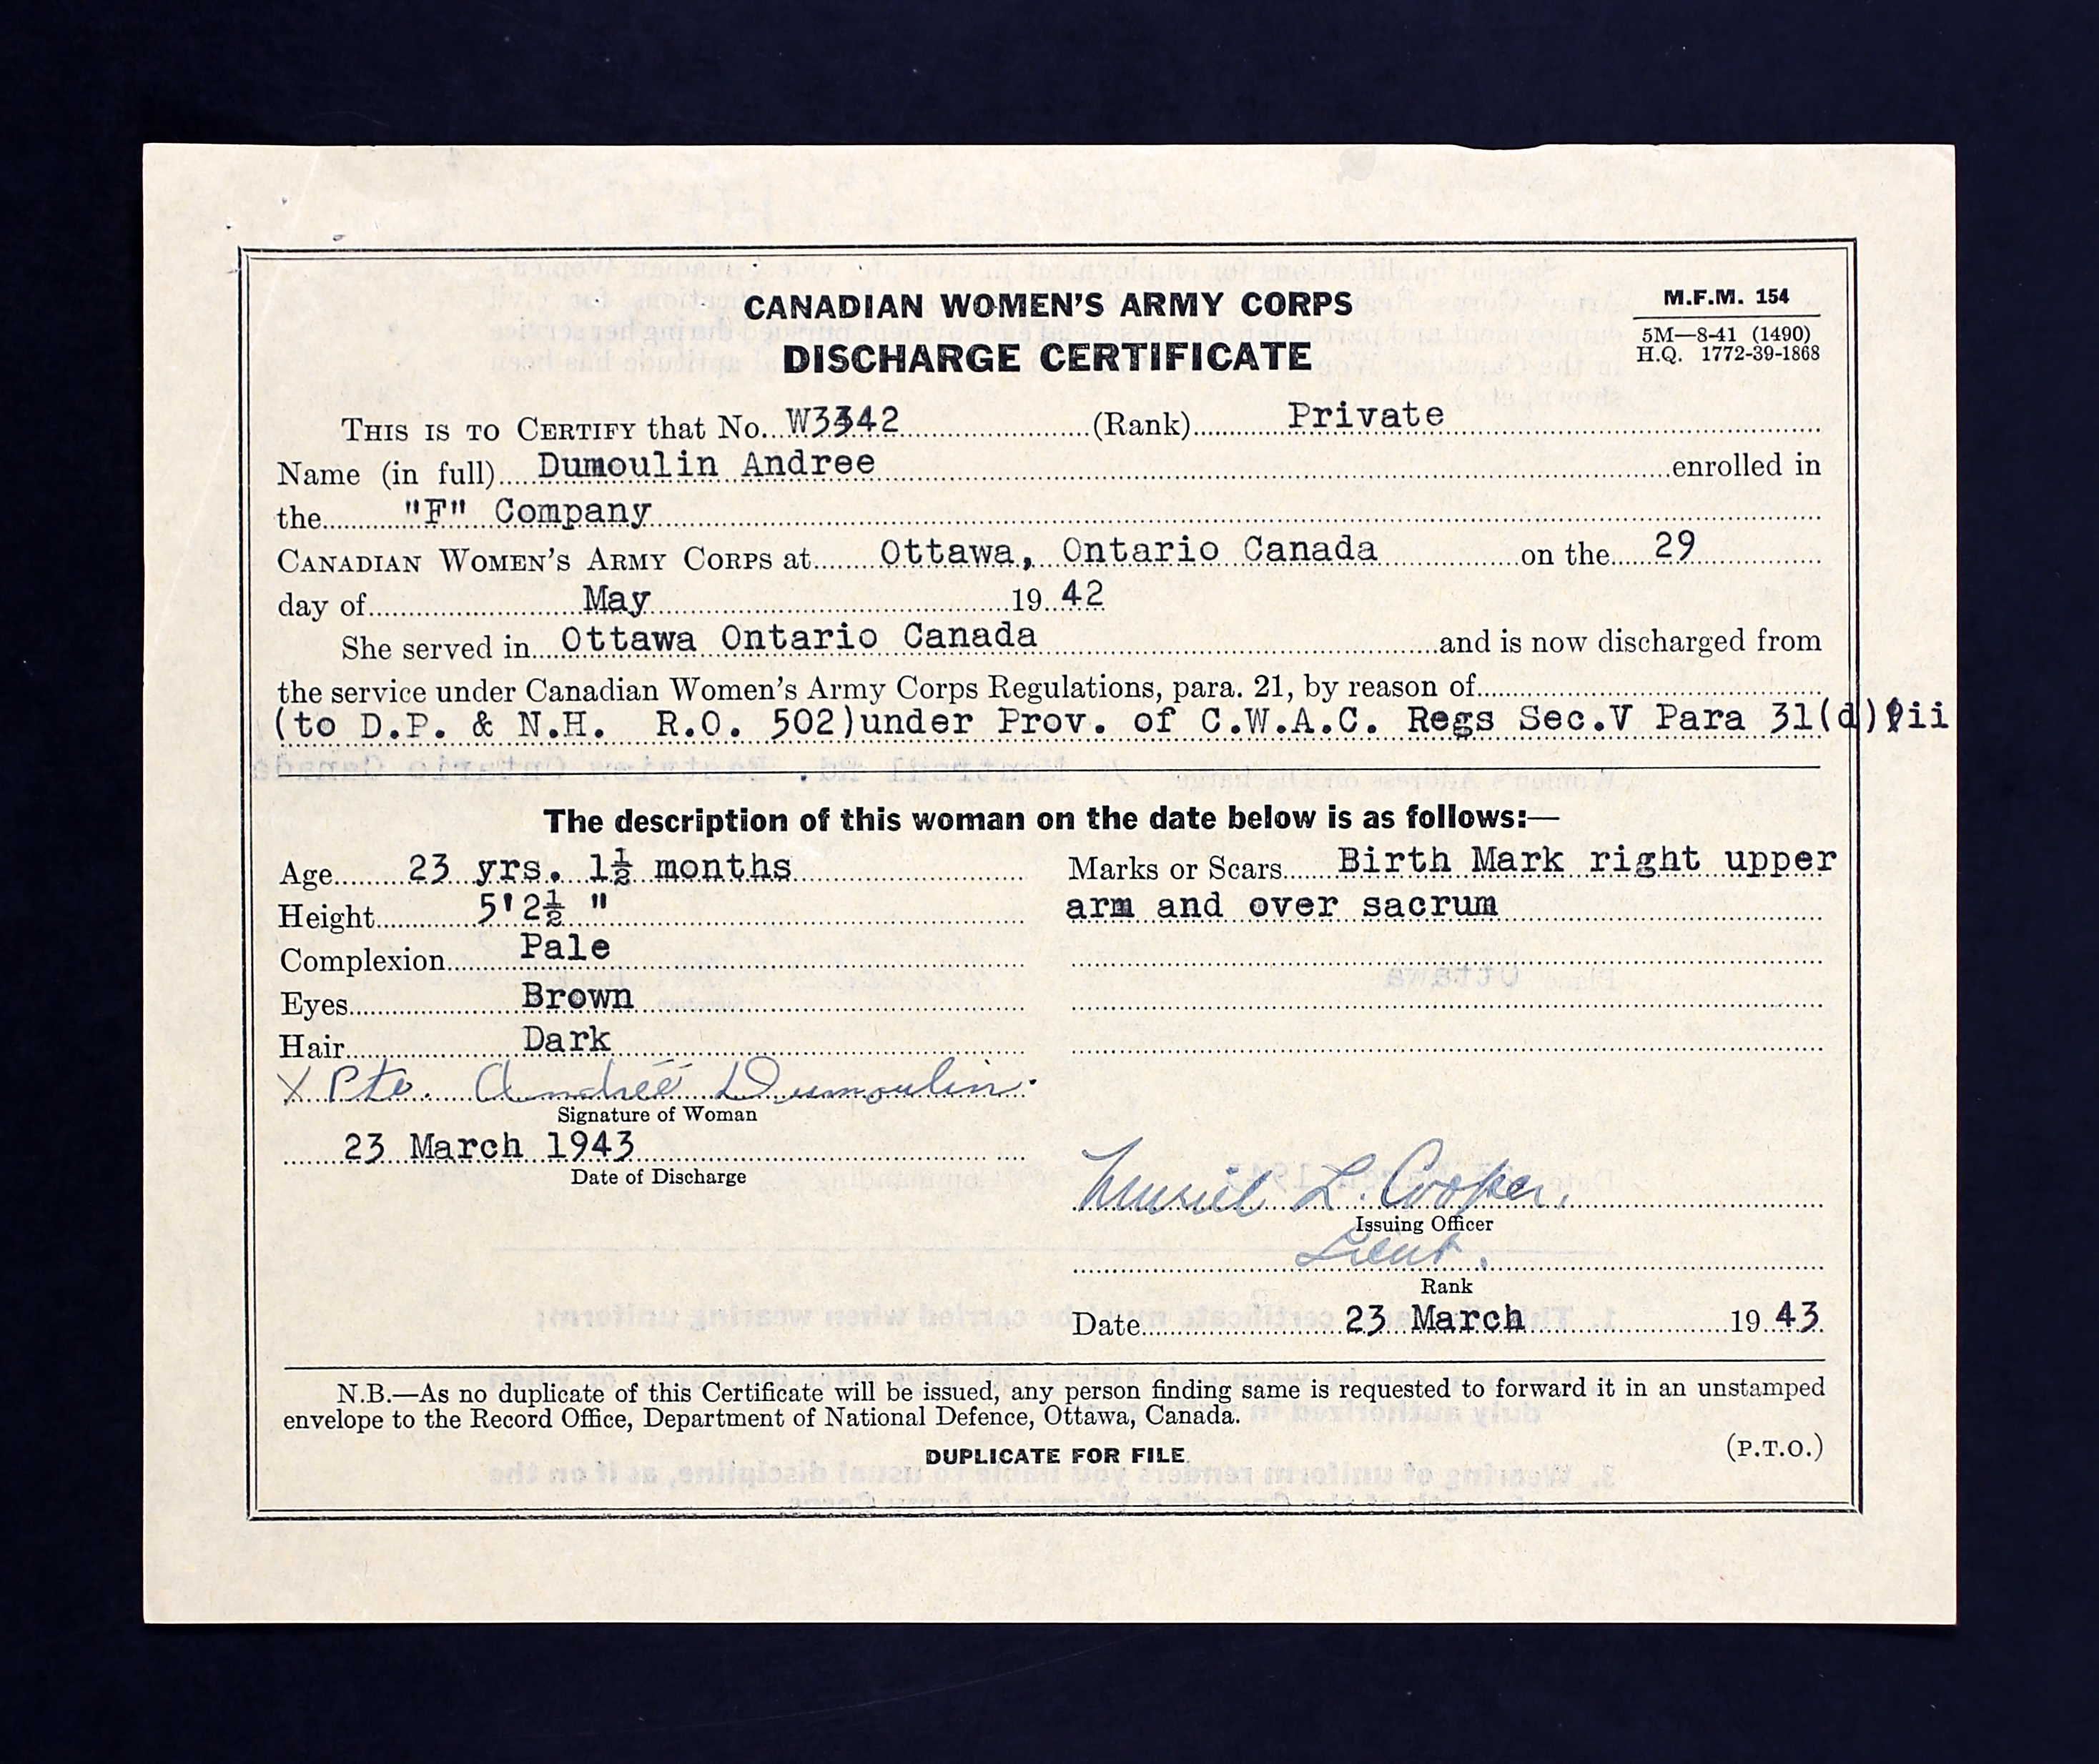 CANADIAN WOMEN'S ARMY CORPS
DISCHARGE CERTIFICATE
M.F.M. 154
5M—8-41 (1490)
H.Q. 1772-39-1868
THIS IS TO CERTIFY that No. W3342 (Rank) Private
Name (in full) Dumoulin Andree enrolled in
the "F" Company
CANADIAN WOMEN'S ARMY CORPS at Ottawa, Ontario Canada on the 29
day of May 19 42
She served in Ottawa Ontario Canada and is now discharged from
the service under Canadian Women's Army Corps Regulations, para. 21, by reason of
(to D.P. & N.H. R.O. 502)under Prov. of C.W.A.C. Regs Sec.V Para 31(d)ii
The description of this woman on the date below is as follows:—
Age 23 yrs. 1½ months
Height 5'2½ "
Complexion Pale
Eyes Brown
Hair Dark
Marks or Scars Birth Mark right upper
arm and over sacrum
X Pte. Andreé Dumoulin.
Signature of Woman
23 March 1943
Date of Discharge
Muriel L. Cooper.
Issuing Officer
Lieut.
Rank
Date 23 March 19 43
N.B.—As no duplicate of this Certificate will be issued, any person finding same is requested to forward it in an unstamped
envelope to the Record Office, Department of National Defence, Ottawa, Canada.
DUPLICATE FOR FILE
(P.T.O.)